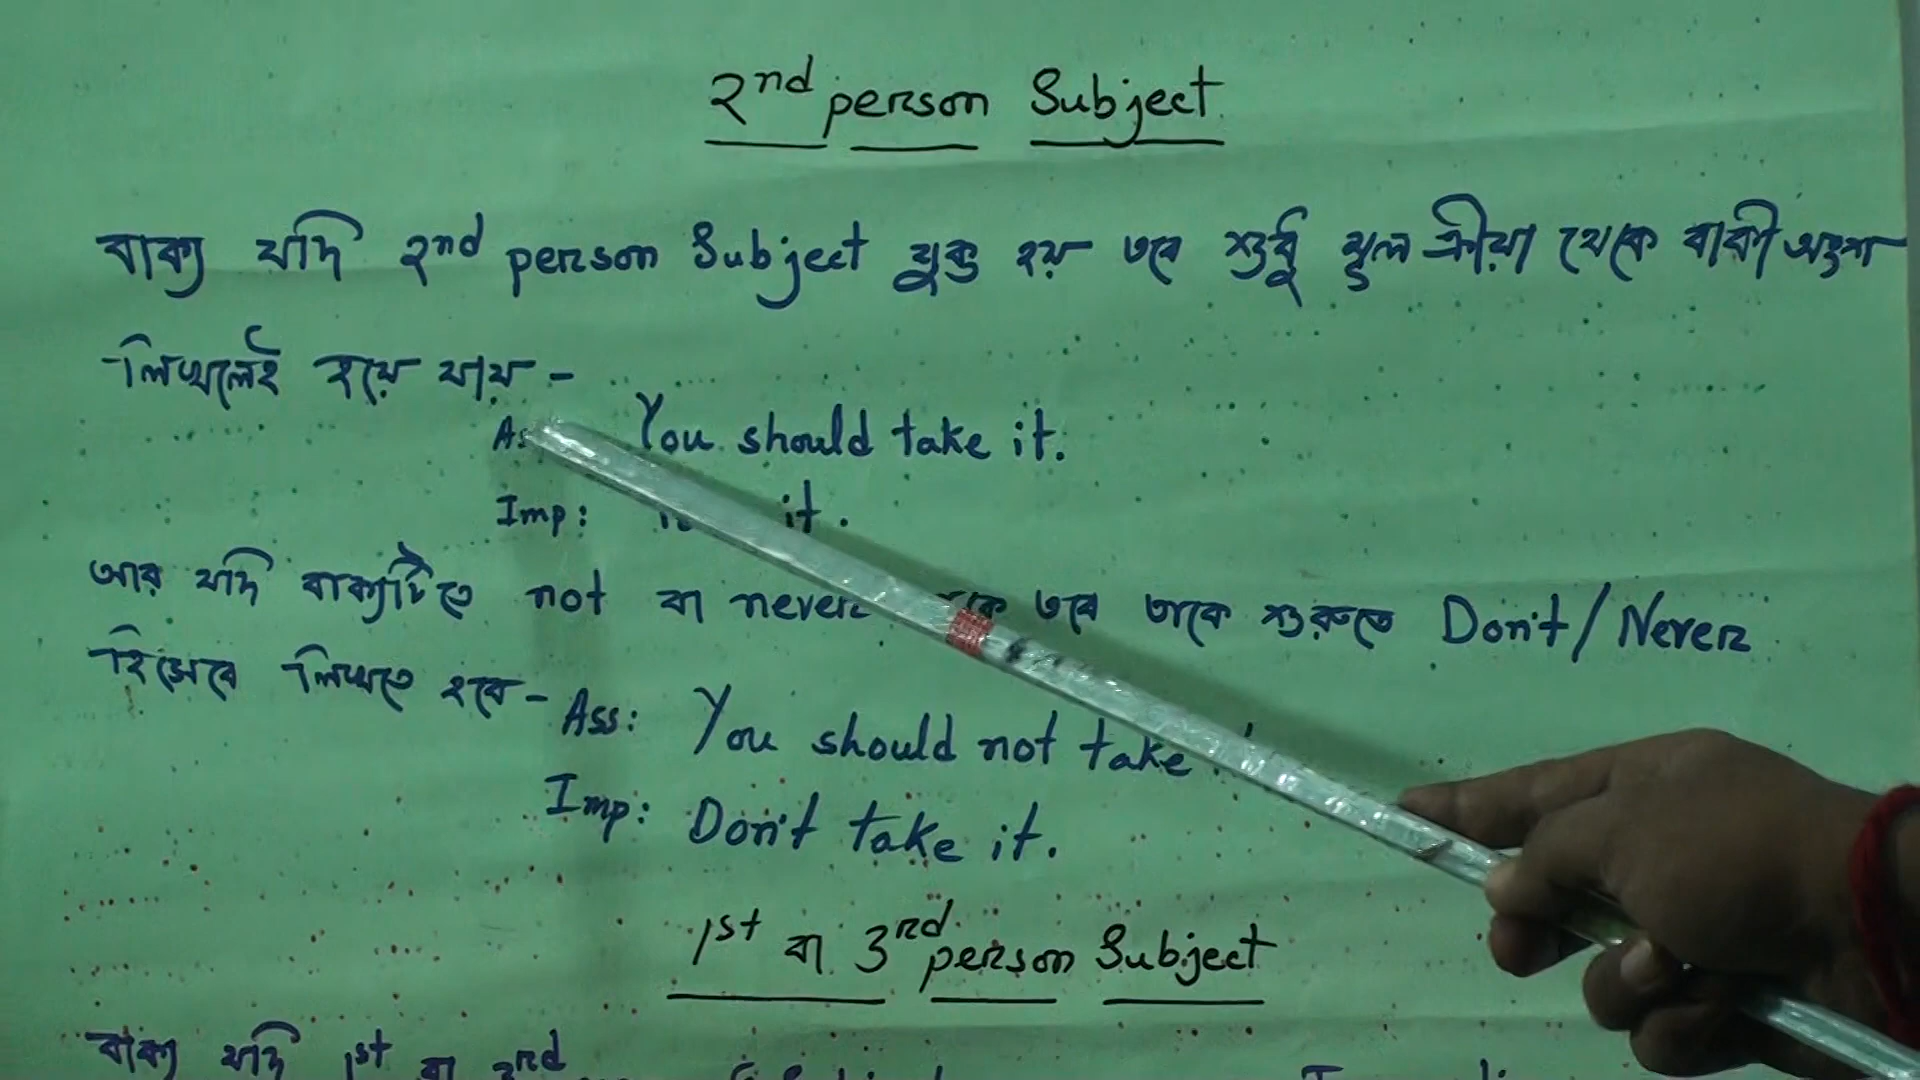 2nd person Subject
বাক্য যদি 2nd person Subject যুক্ত হয় তবে শুধু মূল ক্রীয়া থেকে বাকী অংশ
লিখলেই হয়ে যায় -
You should take it.
Imp: it.
আর যদি বাক্যটিতে not বা never তবে তাকে শুরুতে Don't/Never
হিসেবে লিখতে হবে -
Ass: You should not take
Imp: Don't take it.
1st বা 3rd person Subject
বাক্য যদি 1st বা 3rd